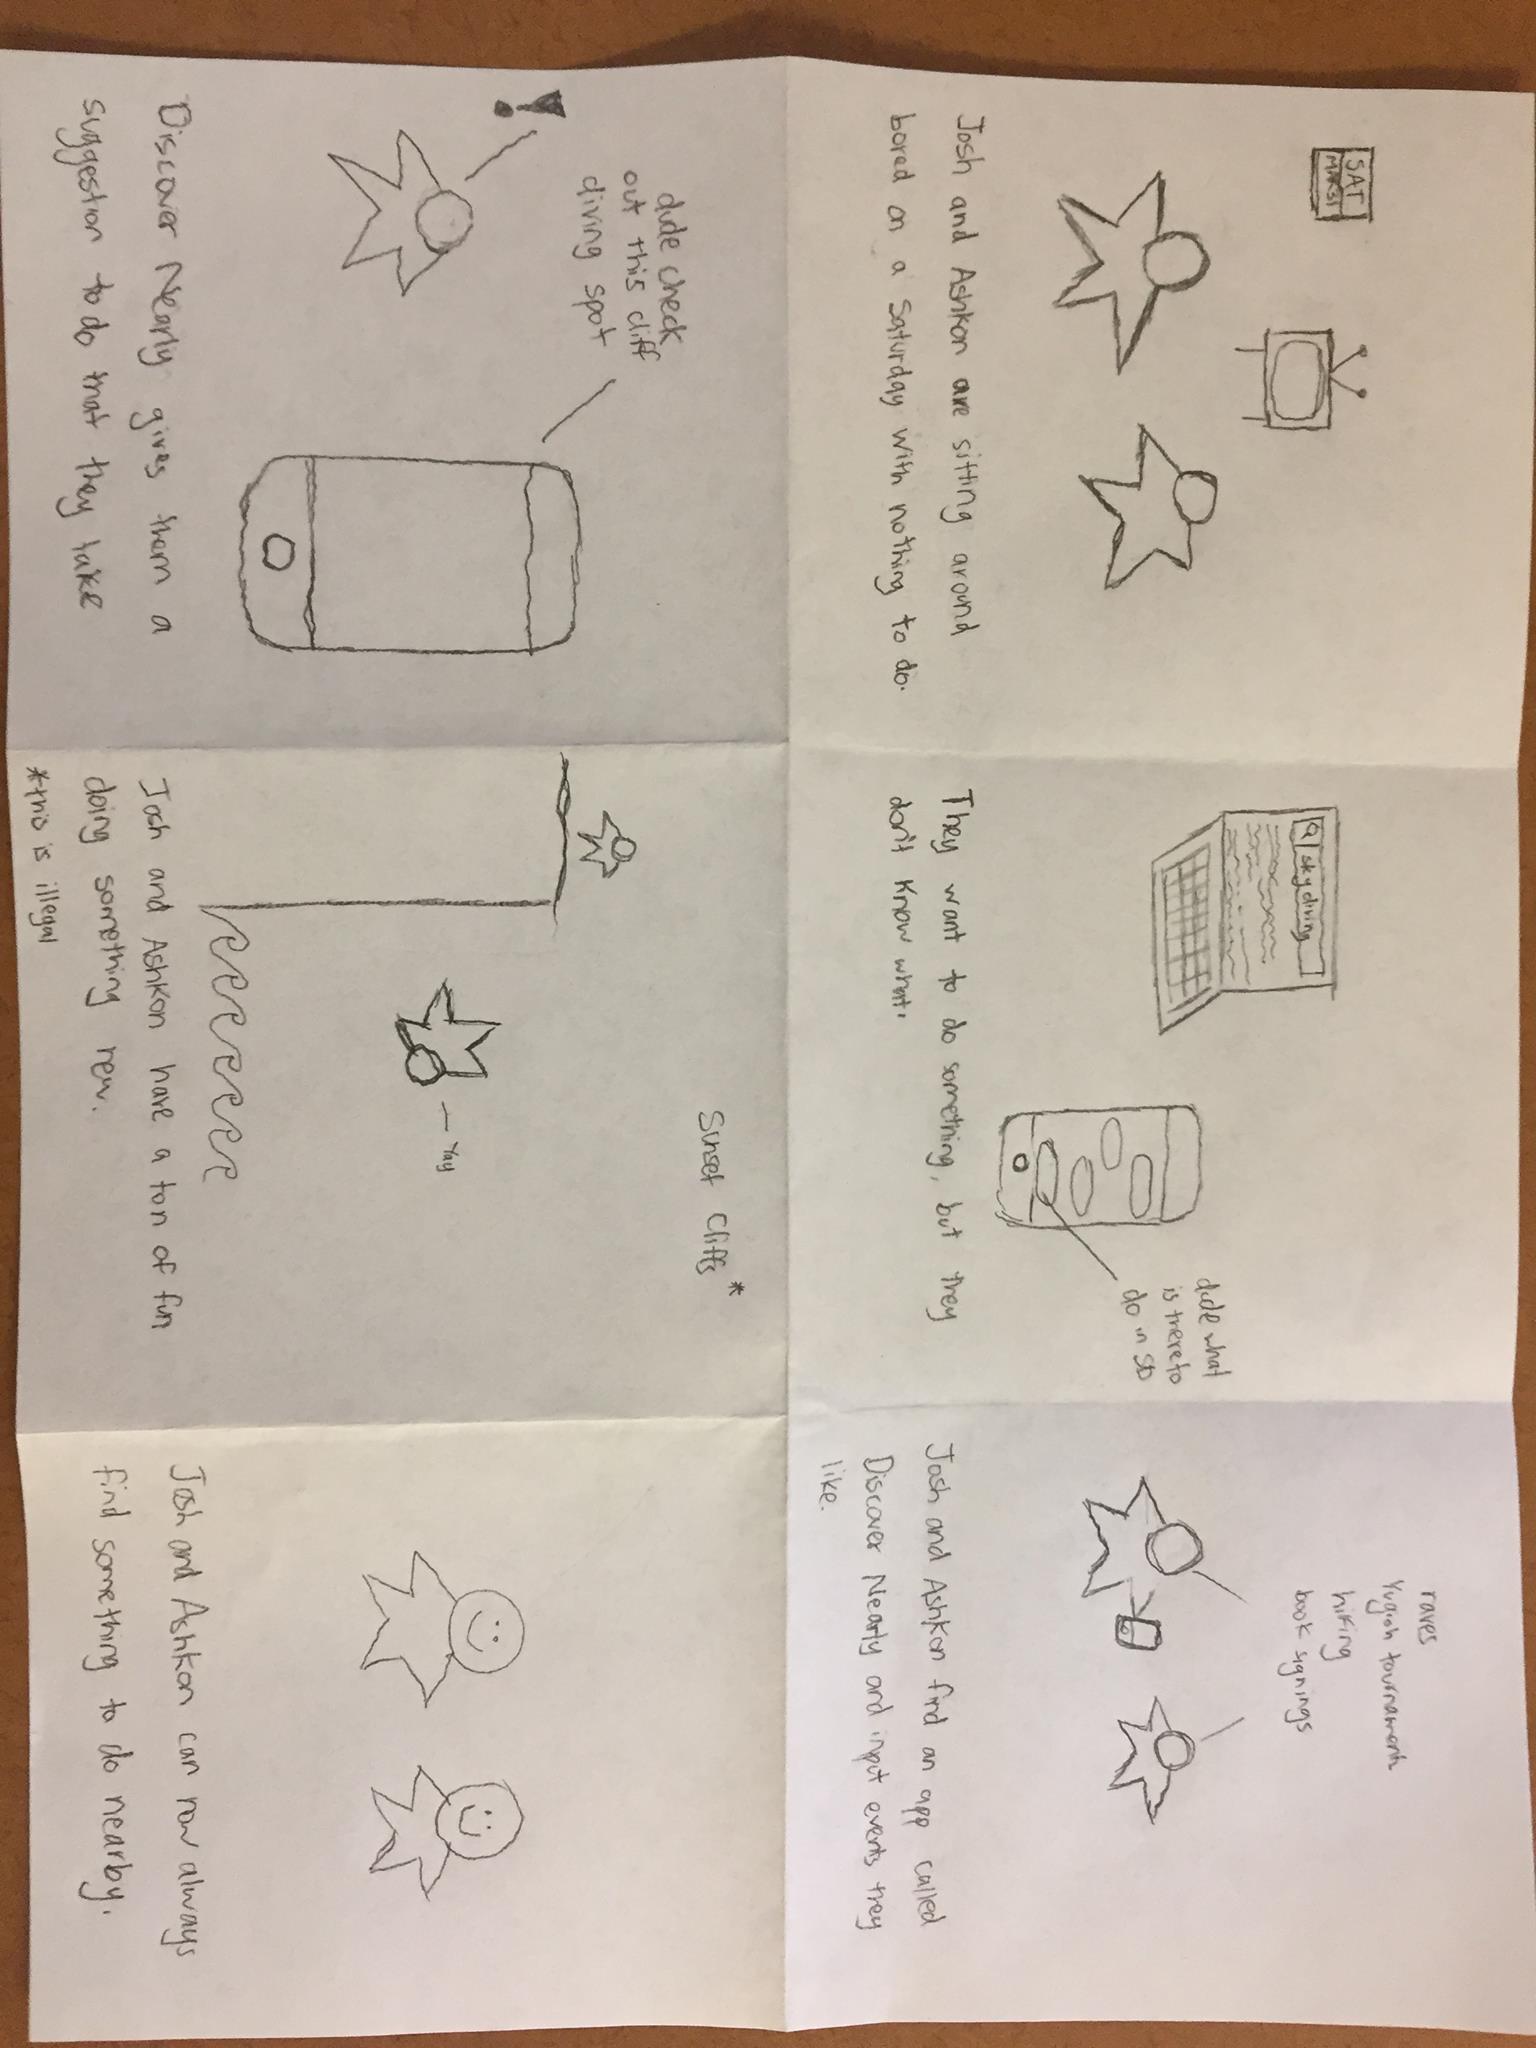 SAT
Josh and Ashkon are sitting around
bored on a Saturday with nothing to do.
skydiving
dude what
is there to
do in SD
They want to do something, but they
don't know what.
raves
Yugioh tournaments
hiking
book signings
Josh and Ashkon find an app called
Discover Nearly and input events they
like.
!
dude check
out this cliff
diving spot
Discover Nearly gives them a
suggestion to do that they take
Sunset Cliffs *
Yay
Josh and Ashkon have a ton of fun
doing something new.
*this is illegal
Josh and Ashkon can now always
find something to do nearby.